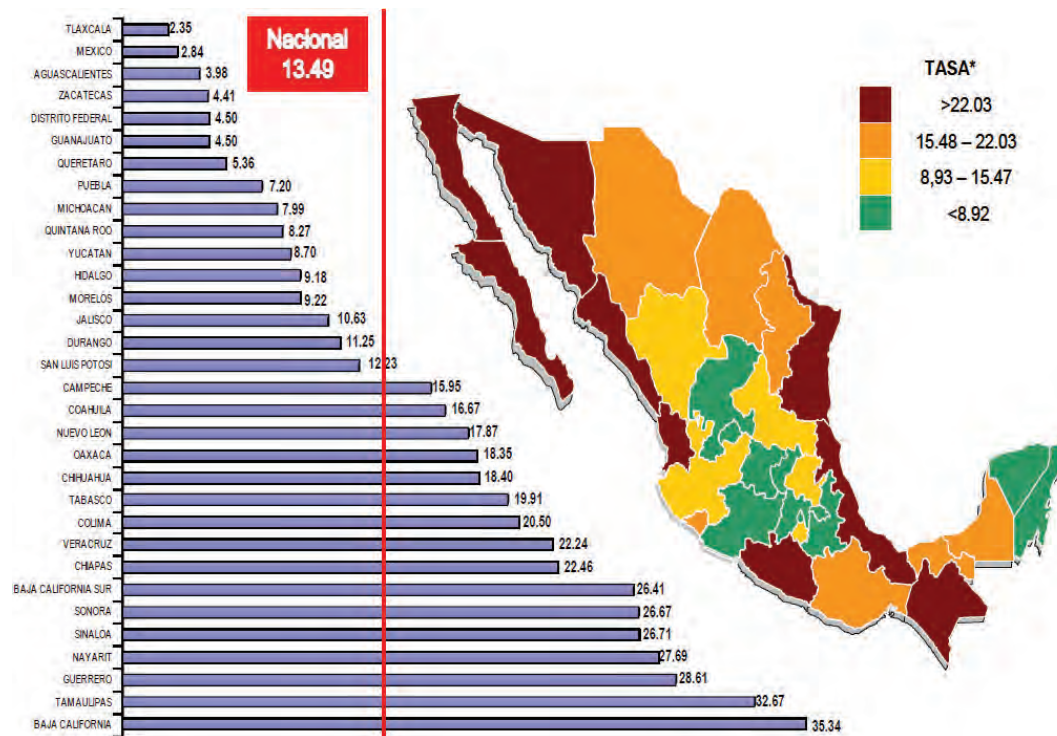 Nacional
13.49
TLAXCALA 2.35
MEXICO 2.84
AGUASCALIENTES 3.98
ZACATECAS 4.41
DISTRITO FEDERAL 4.50
GUANAJUATO 4.50
QUERETARO 5.36
PUEBLA 7.20
MICHOACAN 7.99
QUINTANA ROO 8.27
YUCATAN 8.70
HIDALGO 9.18
MORELOS 9.22
JALISCO 10.63
DURANGO 11.25
SAN LUIS POTOSI 12.23
CAMPECHE 15.95
COAHUILA 16.67
NUEVO LEON 17.87
OAXACA 18.35
CHIHUAHUA 18.40
TABASCO 19.91
COLIMA 20.50
VERACRUZ 22.24
CHIAPAS 22.46
BAJA CALIFORNIA SUR 26.41
SONORA 26.67
SINALOA 26.71
NAYARIT 27.69
GUERRERO 28.61
TAMAULIPAS 32.67
BAJA CALIFORNIA 35.34
TASA*
>22.03
15.48 – 22.03
8,93 – 15.47
<8.92